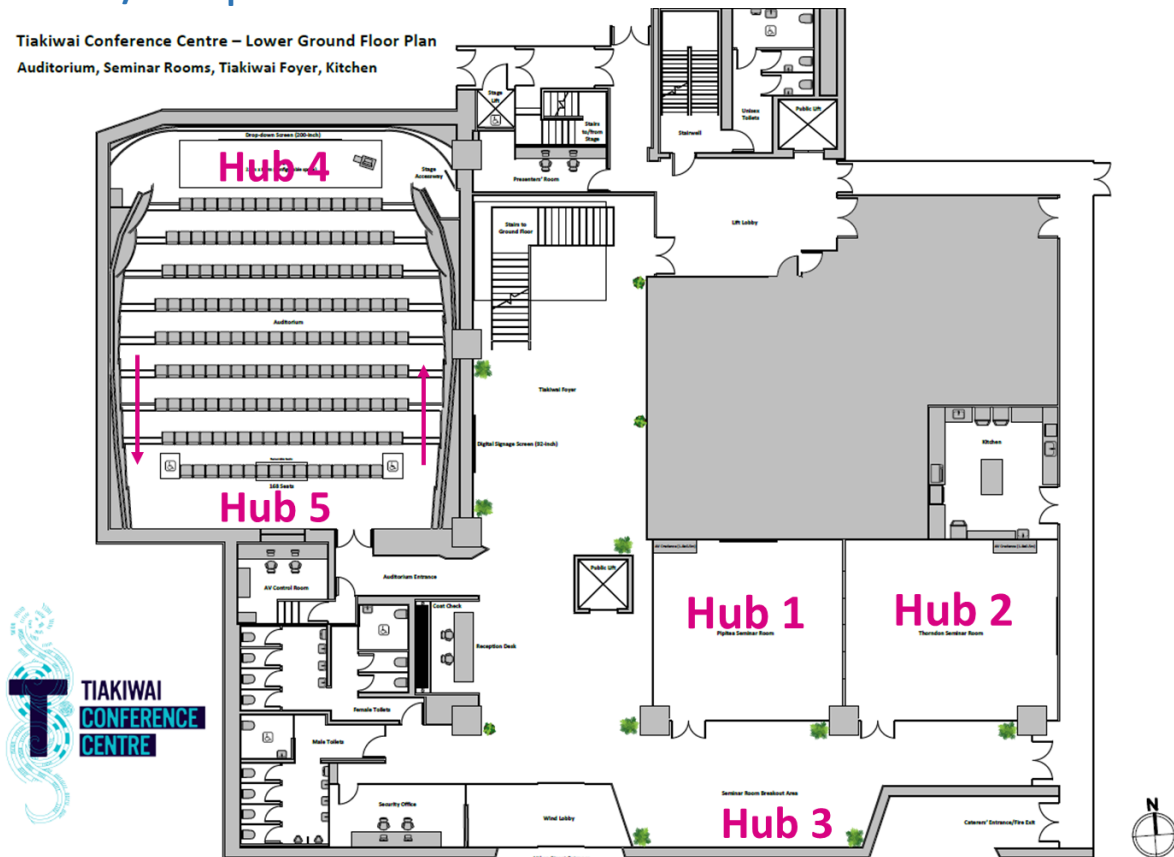 Tiakiwai Conference Centre – Lower Ground Floor Plan
Auditorium, Seminar Rooms, Tiakiwai Foyer, Kitchen
Stage
Lift
Stairs
to/from
Stage
Stairwell
Unisex
Toilets
Public Lift
Drop-down Screen (200-inch)
Hub 4
Stage
Accessway
Presenters' Room
Stairs to
Ground Floor
Lift Lobby
Auditorium
Tiakiwai Foyer
Digital Signage Screen (32-inch)
Kitchen
168 Seats
Hub 5
AV Control Room
Auditorium Entrance
Public Lift
Hub 1
Pipitea Seminar Room
Hub 2
Thorndon Seminar Room
Coat Check
Reception Desk
Female Toilets
Male Toilets
Security Office
Wind Lobby
Seminar Room Breakout Area
Hub 3
Caterers' Entrance/Fire Exit
T
TIAKIWAI
CONFERENCE
CENTRE
N